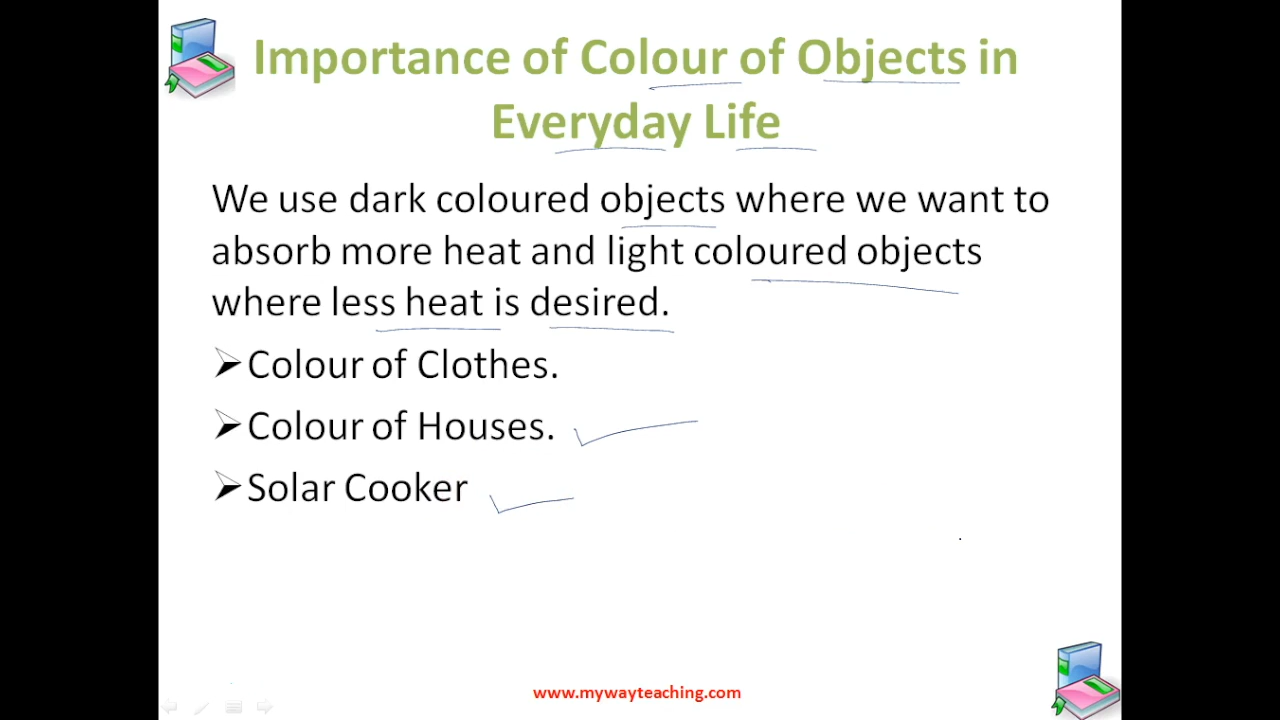 Importance of Colour of Objects in
Everyday Life
We use dark coloured objects where we want to
absorb more heat and light coloured objects
where less heat is desired.
➢Colour of Clothes.
➢Colour of Houses.
➢Solar Cooker
www.mywayteaching.com